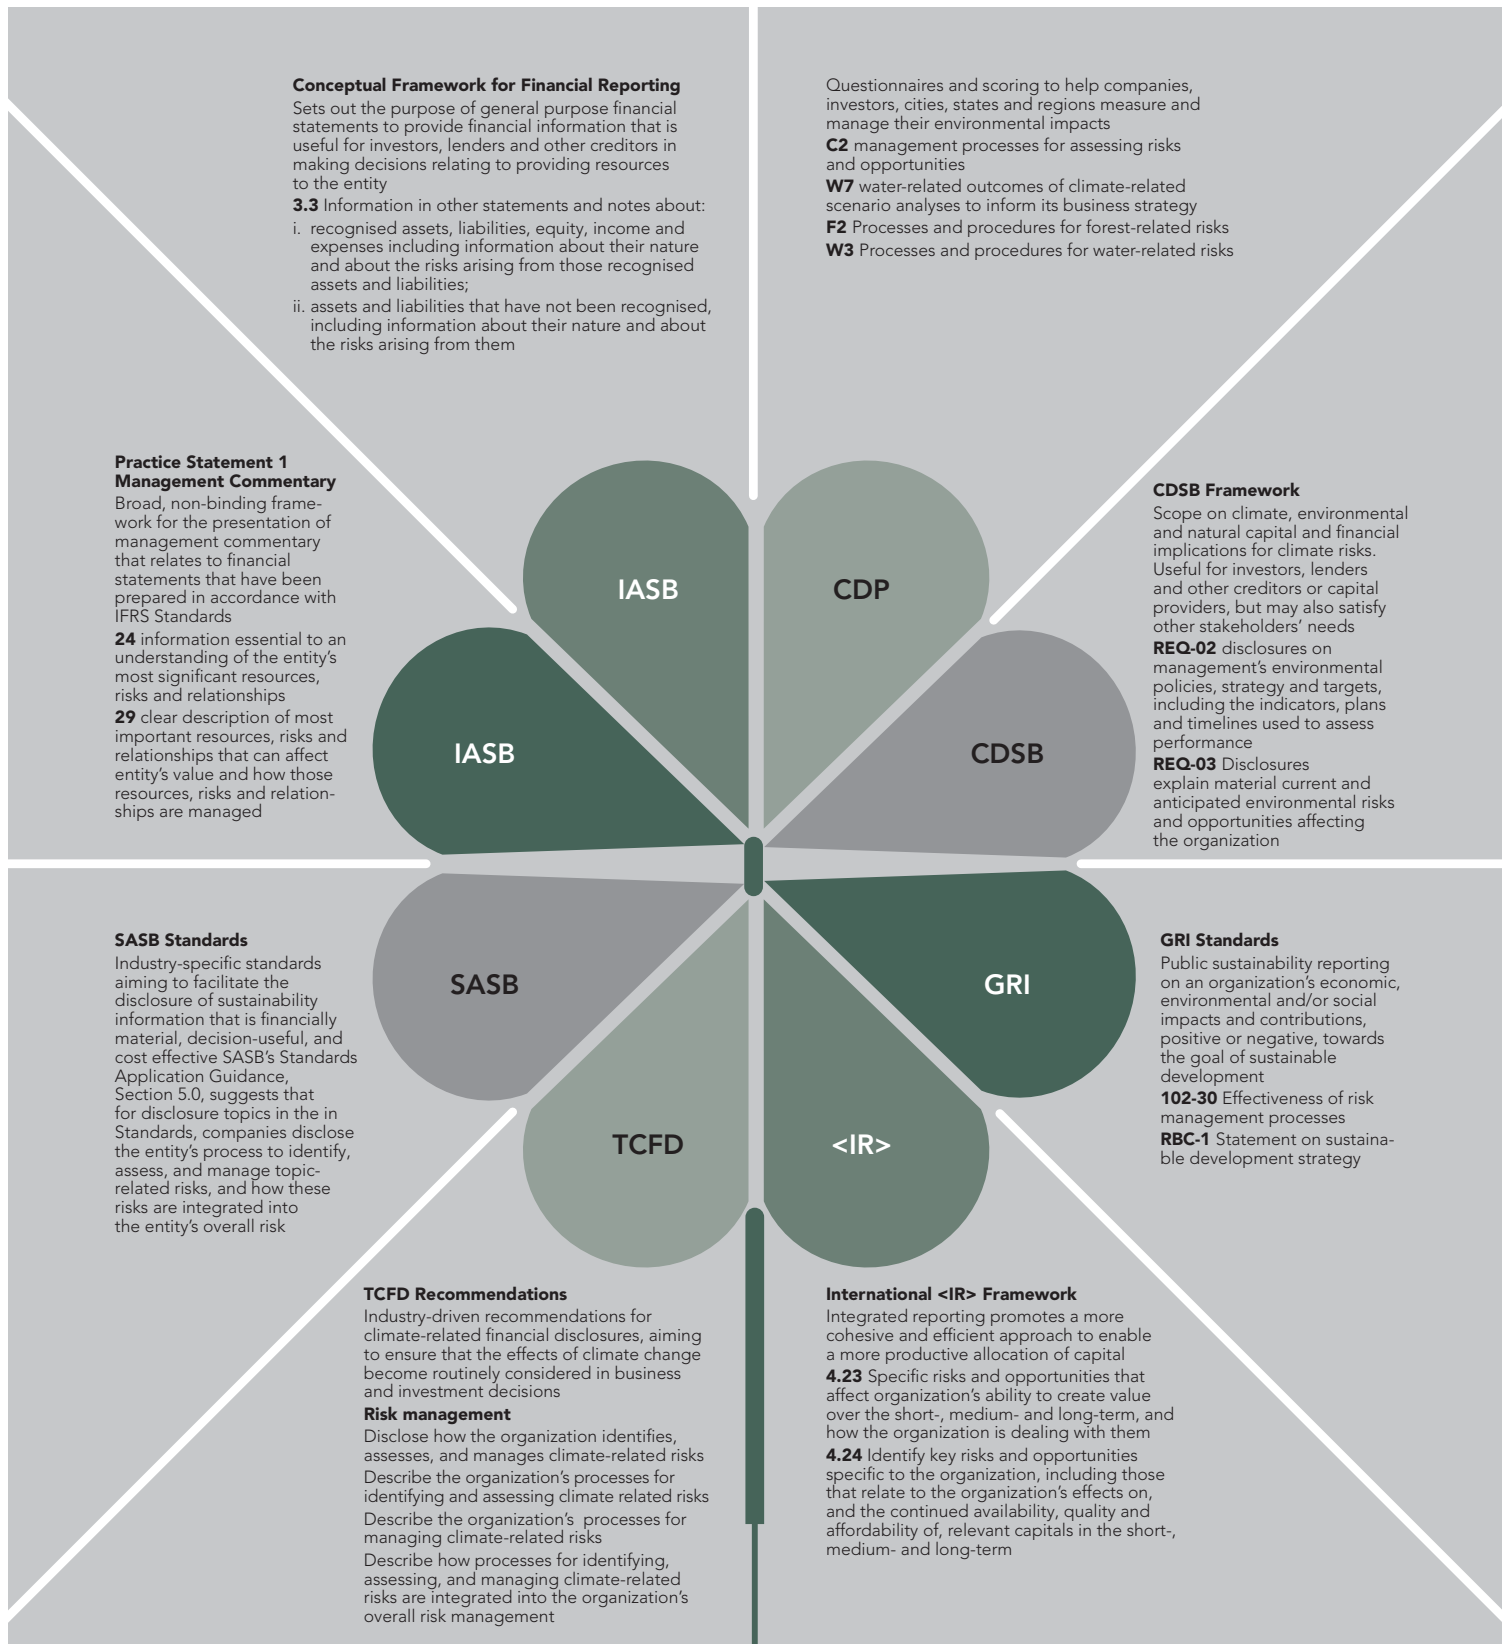 Conceptual Framework for Financial Reporting
Sets out the purpose of general purpose financial
statements to provide financial information that is
useful for investors, lenders and other creditors in
making decisions relating to providing resources
to the entity
3.3 Information in other statements and notes about:
i. recognised assets, liabilities, equity, income and
expenses including information about their nature
and about the risks arising from those recognised
assets and liabilities;
ii. assets and liabilities that have not been recognised,
including information about their nature and about
the risks arising from them
Questionnaires and scoring to help companies,
investors, cities, states and regions measure and
manage their environmental impacts
C2 management processes for assessing risks
and opportunities
W7 water-related outcomes of climate-related
scenario analyses to inform its business strategy
F2 Processes and procedures for forest-related risks
W3 Processes and procedures for water-related risks
Practice Statement 1
Management Commentary
Broad, non-binding frame-
work for the presentation of
management commentary
that relates to financial
statements that have been
prepared in accordance with
IFRS Standards
24 information essential to an
understanding of the entity's
most significant resources,
risks and relationships
29 clear description of most
important resources, risks and
relationships that can affect
entity's value and how those
resources, risks and relation-
ships are managed
IASB
CDP
IASB
CDSB
CDSB Framework
Scope on climate, environmental
and natural capital and financial
implications for climate risks.
Useful for investors, lenders
and other creditors or capital
providers, but may also satisfy
other stakeholders' needs
REQ-02 disclosures on
management's environmental
policies, strategy and targets,
including the indicators, plans
and timelines used to assess
performance
REQ-03 Disclosures
explain material current and
anticipated environmental risks
and opportunities affecting
the organization
SASB Standards
Industry-specific standards
aiming to facilitate the
disclosure of sustainability
information that is financially
material, decision-useful, and
cost effective SASB's Standards
Application Guidance,
Section 5.0, suggests that
for disclosure topics in the in
Standards, companies disclose
the entity's process to identify,
assess, and manage topic-
related risks, and how these
risks are integrated into
the entity's overall risk
SASB
GRI
TCFD
<IR>
GRI Standards
Public sustainability reporting
on an organization's economic,
environmental and/or social
impacts and contributions,
positive or negative, towards
the goal of sustainable
development
102-30 Effectiveness of risk
management processes
RBC-1 Statement on sustaina-
ble development strategy
TCFD Recommendations
Industry-driven recommendations for
climate-related financial disclosures, aiming
to ensure that the effects of climate change
become routinely considered in business
and investment decisions
Risk management
Disclose how the organization identifies,
assesses, and manages climate-related risks
Describe the organization's processes for
identifying and assessing climate related risks
Describe the organization's processes for
managing climate-related risks
Describe how processes for identifying,
assessing, and managing climate-related
risks are integrated into the organization's
overall risk management
International <IR> Framework
Integrated reporting promotes a more
cohesive and efficient approach to enable
a more productive allocation of capital
4.23 Specific risks and opportunities that
affect organization's ability to create value
over the short-, medium- and long-term, and
how the organization is dealing with them
4.24 Identify key risks and opportunities
specific to the organization, including those
that relate to the organization's effects on,
and the continued availability, quality and
affordability of, relevant capitals in the short-,
medium- and long-term